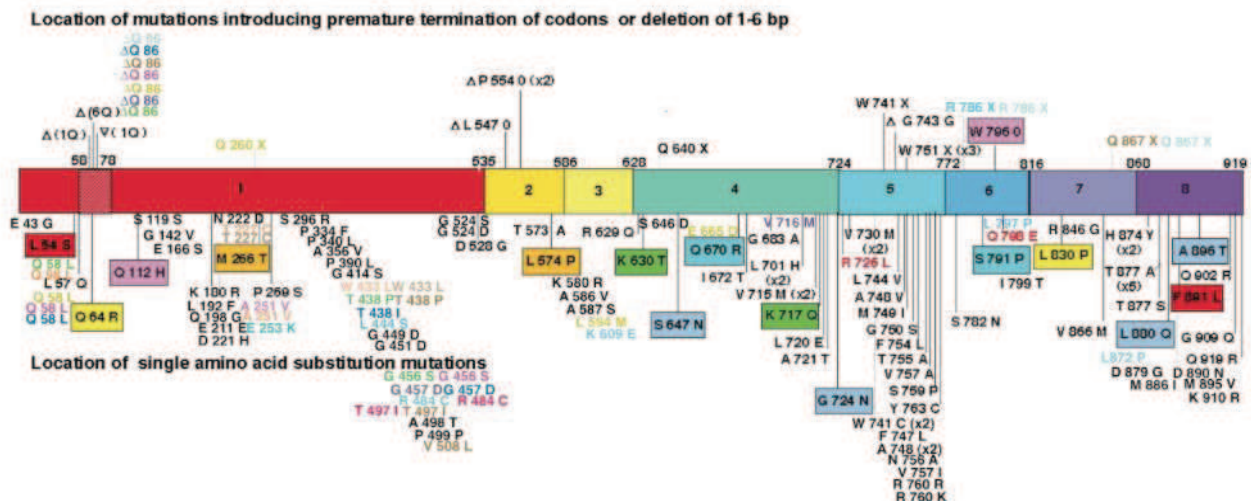 Location of mutations introducing premature termination of codons or deletion of 1-6 bp
ΔQ 86
ΔQ 86
ΔQ 86
ΔQ 86
ΔQ 86
ΔQ 86
ΔQ 86
Δ(6Q)
Δ(1Q)
∇(1Q)
Q 260 X
Δ L 547 0
Δ P 554 0 (x2)
Q 640 X
W 741 X
Δ G 743 G
W 751 X (x3)
R 786 X R 786 X
W 796 0
Q 867 X Q 867 X
58 78 535 586 628 724 772 816 860 919
1 2 3 4 5 6 7 8
E 43 G
L 54 S
Q 58 L
L 57 Q
Q 58 L
Q 58 L
Q 58 L
Q 64 R
S 119 S
G 142 V
E 166 S
Q 112 H
N 222 D
M 266 T
K 180 R
L 192 F
Q 198 G
E 211 E
D 221 H
P 269 S
A 251 V
E 253 K
S 296 R
P 334 F
P 340 L
A 356 V
P 390 L
G 414 S
W 433 L W 433 L
T 438 P T 438 P
T 438 I
L 444 S
G 449 D
G 451 D
G 456 S G 456 S
G 457 D G 457 D
R 484 C R 484 C
T 497 I T 497 I
A 498 T
P 499 P
V 508 L
G 524 S
G 524 D
D 528 G
T 573 A
L 574 P
K 580 R
A 586 V
A 587 S
L 594 M
K 609 E
R 629 Q
K 630 T
S 646 D
S 647 N
E 665 D
Q 670 R
I 672 T
G 683 A
L 701 H
(x2)
V 715 M (x2)
V 716 M
K 717 Q
L 720 E
A 721 T
G 724 N
R 726 L
V 730 M
(x2)
L 744 V
A 748 V
M 749 I
G 750 S
F 754 L
T 755 A
V 757 A
S 759 P
Y 763 C
W 741 C (x2)
F 747 L
A 748 (x2)
N 756 A
V 757 I
R 760 R
R 760 K
S 782 N
L 797 P
Q 798 E
S 791 P
I 799 T
L 830 P
R 846 G
V 866 M
L872 P
H 874 Y
(x2)
T 877 A
(x5)
T 877 S
L 880 Q
D 879 G
M 886 I
D 890 N
M 895 V
K 910 R
A 896 T
Q 902 R
F 891 L
G 909 Q
Q 919 R
Location of single amino acid substitution mutations